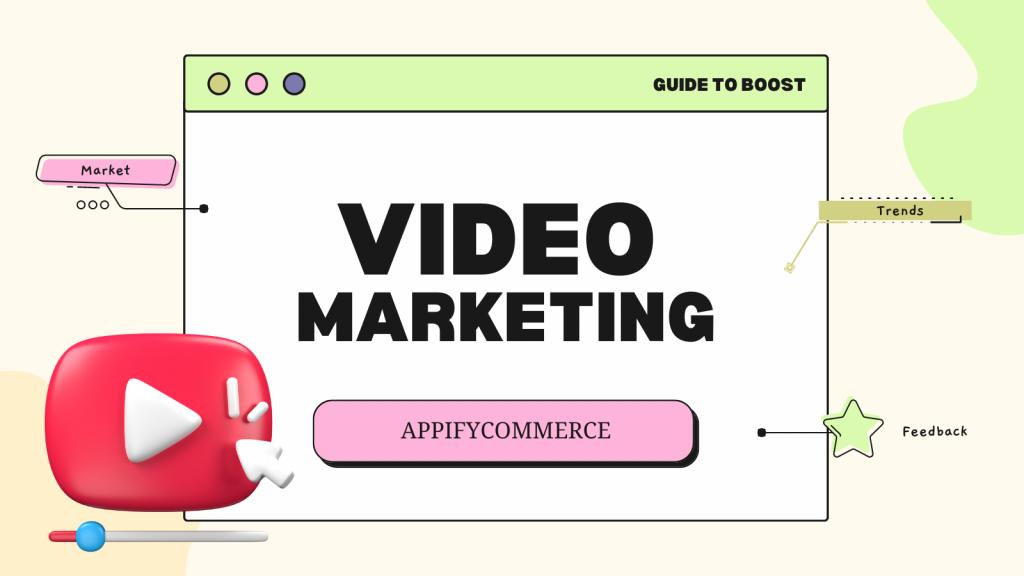 GUIDE TO BOOST
Market
Trends
VIDEO
MARKETING
APPIFYCOMMERCE
Feedback